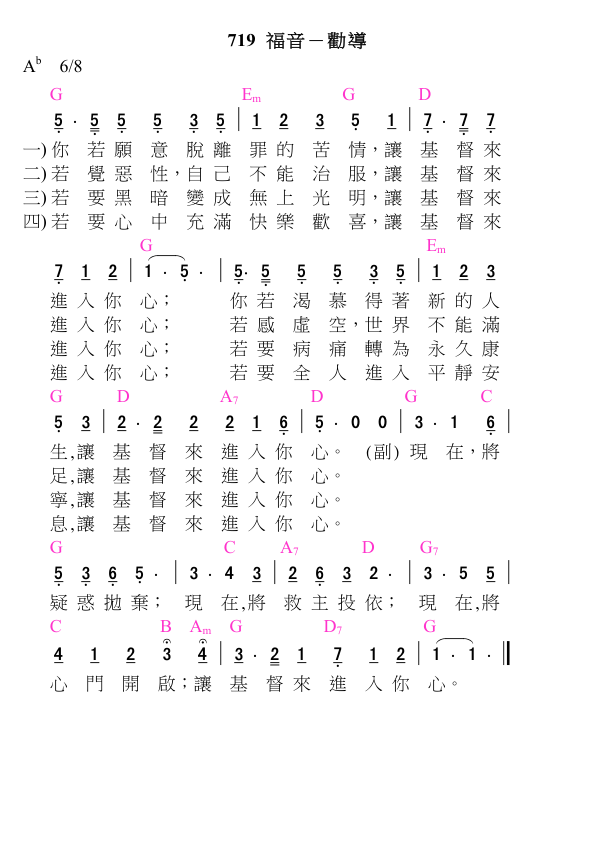 719 福音－勸導
A♭ 6/8
G Em G D
5 · 5 5 5 3 5 | 1 2 3 5 1 | 7 · 7 7
一)你 若 願 意 脫 離 罪 的 苦 情，讓 基 督 來
二)若 覺 惡 性，自 己 不 能 治 服，讓 基 督 來
三)若 要 黑 暗 變 成 無 上 光 明，讓 基 督 來
四)若 要 心 中 充 滿 快 樂 歡 喜，讓 基 督 來
G Em
7 1 2 | 1 · 5 · | 5· 5 5 5 3 5 | 1 2 3
進 入 你 心； 你 若 渴 慕 得 著 新 的 人
進 入 你 心； 若 感 虛 空，世 界 不 能 滿
進 入 你 心； 若 要 病 痛 轉 為 永 久 康
進 入 你 心； 若 要 全 人 進 入 平 靜 安
G D A7 D G C
5 3 | 2 · 2 2 2 1 6 | 5 · 0 0 | 3 · 1 6 |
生,讓 基 督 來 進 入 你 心。 (副) 現 在，將
足,讓 基 督 來 進 入 你 心。
寧,讓 基 督 來 進 入 你 心。
息,讓 基 督 來 進 入 你 心。
G C A7 D G7
5 3 6 5 · | 3 · 4 3 | 2 6 3 2 · | 3 · 5 5 |
疑 惑 拋 棄； 現 在,將 救 主 投 依； 現 在,將
C B Am G D7 G
4 1 2 3 4 | 3 · 2 1 7 1 2 | 1 · 1 · ‖
心 門 開 啟；讓 基 督 來 進 入 你 心。